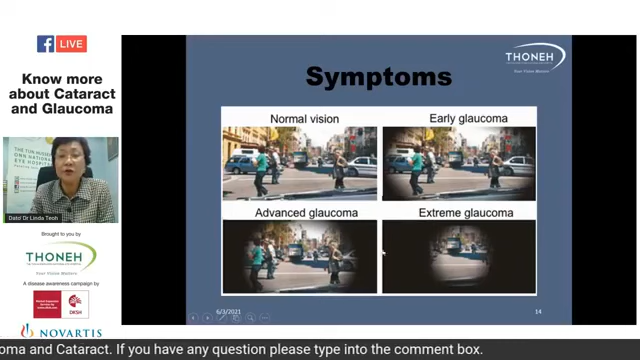 LIVE
Know more
about Cataract
and Glaucoma
THE TUN HUSSEIN
ONN NATIONAL
EYE HOSPITAL
Dato' Dr Linda Teoh
Brought to you by
THONEH
Your Vision Matters
A disease awareness campaign by
DKSH
NOVARTIS
THONEH
Your Vision Matters
Symptoms
Normal vision
Early glaucoma
Advanced glaucoma
Extreme glaucoma
6/3/2021
14
oma and Cataract. If you have any question please type into the comment box.